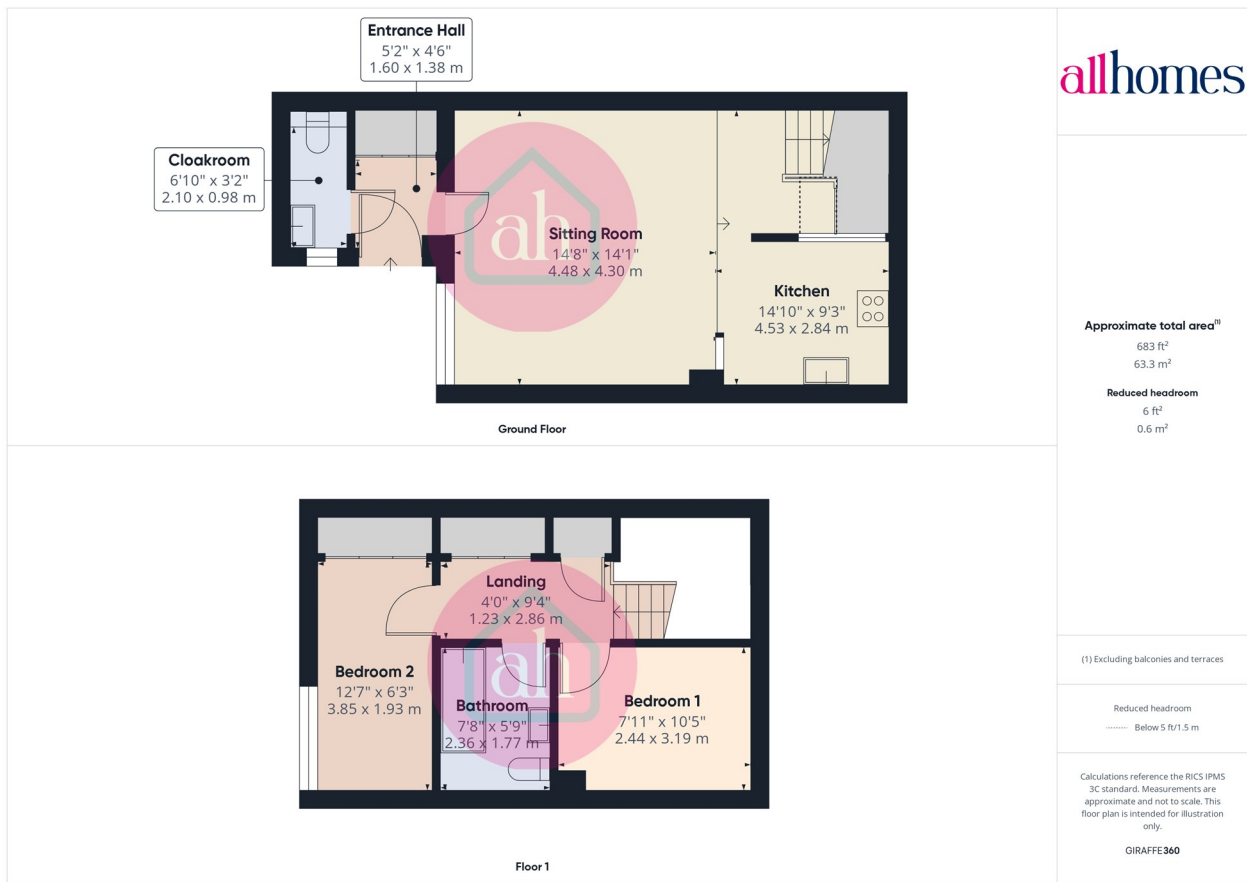 Entrance Hall
5'2" x 4'6"
1.60 x 1.38 m
Cloakroom
6'10" x 3'2"
2.10 x 0.98 m
ah
Sitting Room
14'8" x 14'1"
4.48 x 4.30 m
Kitchen
14'10" x 9'3"
4.53 x 2.84 m
Ground Floor
Landing
4'0" x 9'4"
1.23 x 2.86 m
ah
Bedroom 2
12'7" x 6'3"
3.85 x 1.93 m
Bathroom
7'8" x 5'9"
2.36 x 1.77 m
Bedroom 1
7'11" x 10'5"
2.44 x 3.19 m
Floor 1
allhomes
Approximate total area(1)
683 ft²
63.3 m²
Reduced headroom
6 ft²
0.6 m²
(1) Excluding balconies and terraces
Reduced headroom
Below 5 ft/1.5 m
Calculations reference the RICS IPMS
3C standard. Measurements are
approximate and not to scale. This
floor plan is intended for illustration
only.
GIRAFFE360